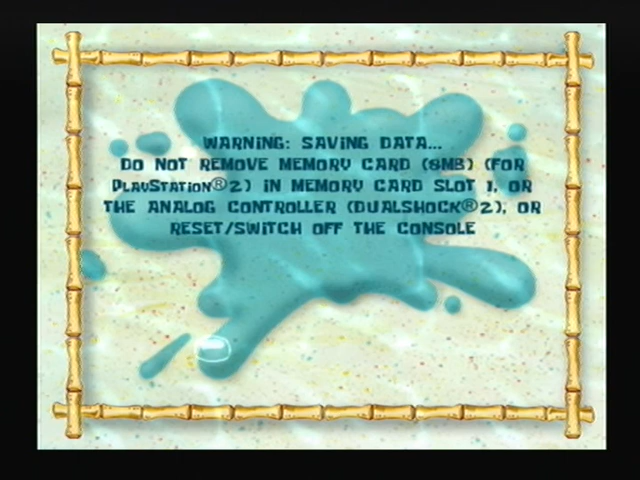 WARNING: SAVING DATA...
DO NOT REMOVE MEMORY CARD (8MB) (FOR
PLAYSTATION®2) IN MEMORY CARD SLOT 1, OR
THE ANALOG CONTROLLER (DUALSHOCK®2), OR
RESET/SWITCH OFF THE CONSOLE